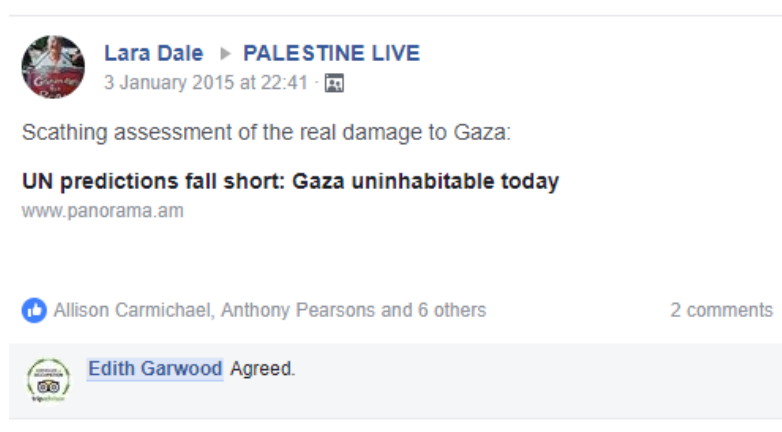 Lara Dale ▸ PALESTINE LIVE
3 January 2015 at 22:41 ·
Scathing assessment of the real damage to Gaza:
UN predictions fall short: Gaza uninhabitable today
www.panorama.am
Allison Carmichael, Anthony Pearsons and 6 others 2 comments
Edith Garwood Agreed.